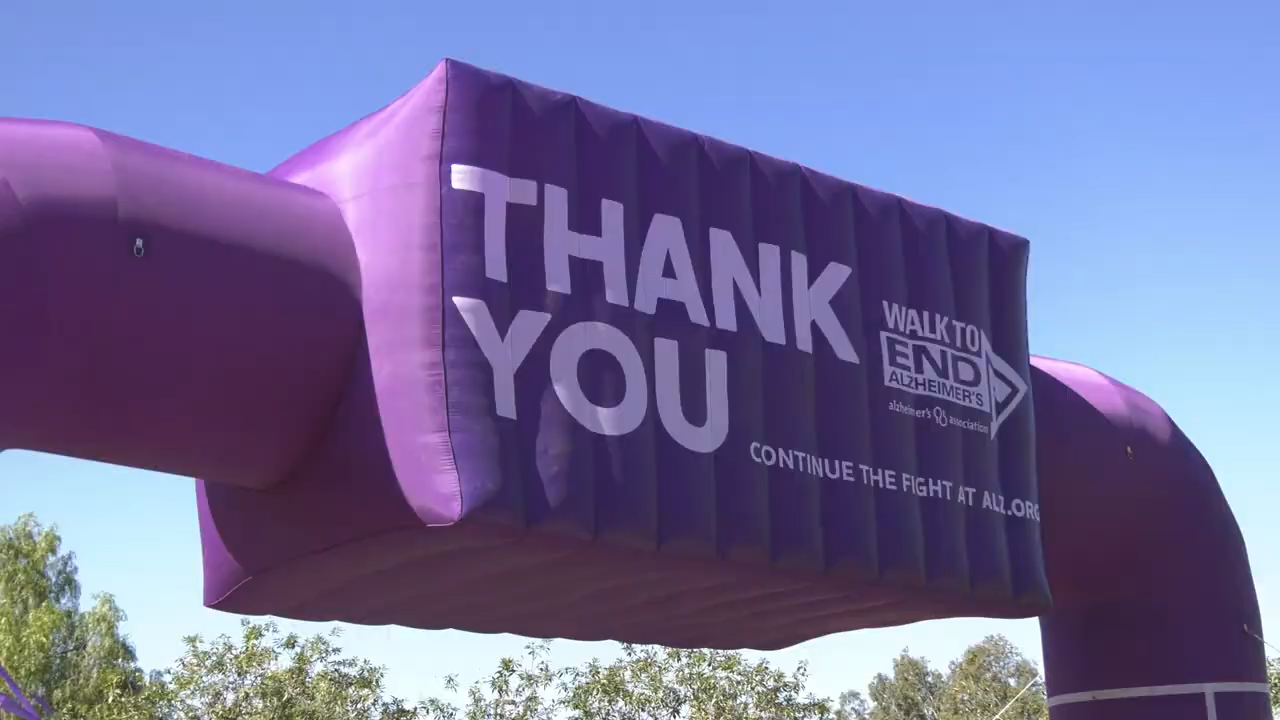 THANK
YOU
WALK TO
END
ALZHEIMER'S
alzheimer's association
CONTINUE THE FIGHT AT ALZ.ORG